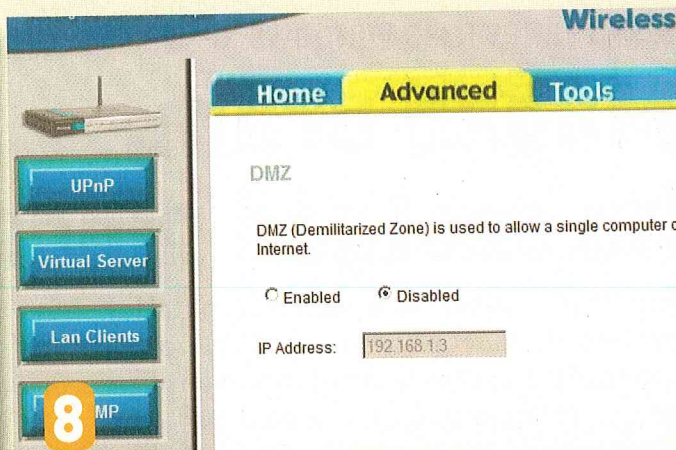 Wireless
Home Advanced Tools
UPnP
Virtual Server
Lan Clients
8 MP
DMZ
DMZ (Demilitarized Zone) is used to allow a single computer
Internet.
Enabled Disabled
IP Address: 192.168.1.3